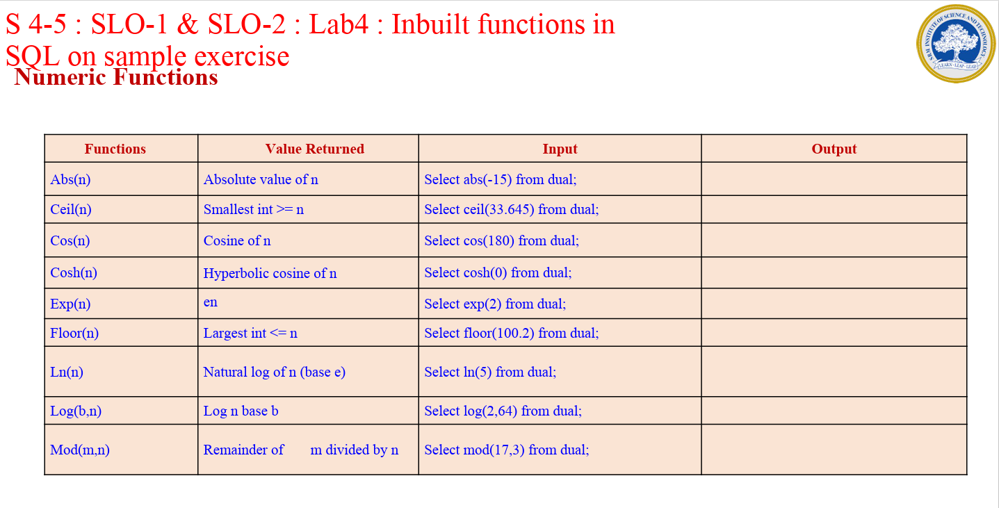 S 4-5 : SLO-1 & SLO-2 : Lab4 : Inbuilt functions in
SQL on sample exercise
Numeric Functions
SRM INSTITUTE OF SCIENCE AND TECHNOLOGY
LEARN - LEAP - LEAD
Functions Value Returned Input Output
Abs(n) Absolute value of n Select abs(-15) from dual;
Ceil(n) Smallest int >= n Select ceil(33.645) from dual;
Cos(n) Cosine of n Select cos(180) from dual;
Cosh(n) Hyperbolic cosine of n Select cosh(0) from dual;
Exp(n) en Select exp(2) from dual;
Floor(n) Largest int <= n Select floor(100.2) from dual;
Ln(n) Natural log of n (base e) Select ln(5) from dual;
Log(b,n) Log n base b Select log(2,64) from dual;
Mod(m,n) Remainder of m divided by n Select mod(17,3) from dual;